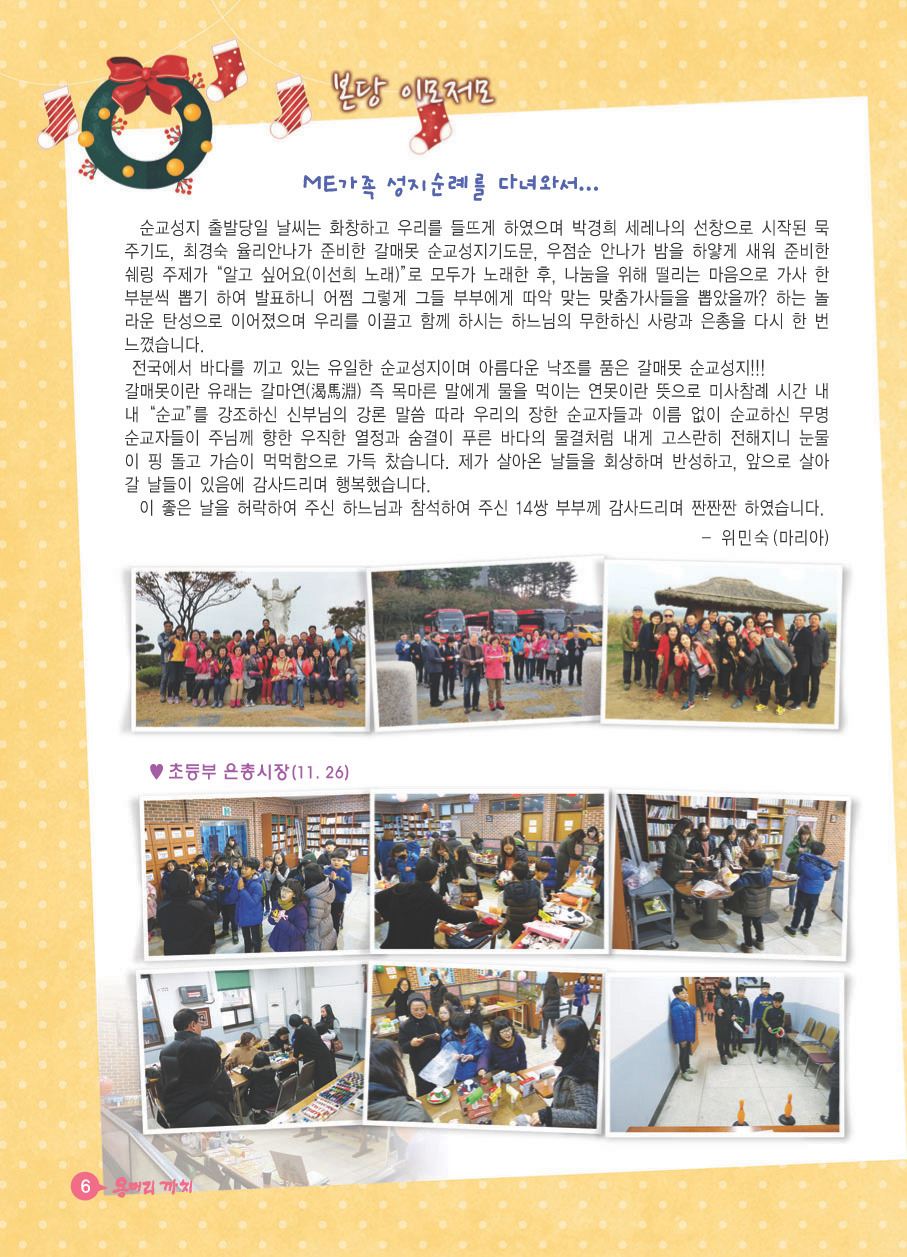 본당 이모저모
ME가족 성지순례를 다녀와서...
순교성지 출발당일 날씨는 화창하고 우리를 들뜨게 하였으며 박경희 세레나의 선창으로 시작된 묵
주기도, 최경숙 율리안나가 준비한 갈매못 순교성지기도문, 우점순 안나가 밤을 하얗게 새워 준비한
쉐링 주제가 “알고 싶어요(이선희 노래)”로 모두가 노래한 후, 나눔을 위해 떨리는 마음으로 가사 한
부분씩 뽑기 하여 발표하니 어쩜 그렇게 그들 부부에게 따악 맞는 맞춤가사들을 뽑았을까? 하는 놀
라운 탄성으로 이어졌으며 우리를 이끌고 함께 하시는 하느님의 무한하신 사랑과 은총을 다시 한 번
느꼈습니다.
전국에서 바다를 끼고 있는 유일한 순교성지이며 아름다운 낙조를 품은 갈매못 순교성지!!!
갈매못이란 유래는 갈마연(渴馬淵) 즉 목마른 말에게 물을 먹이는 연못이란 뜻으로 미사참례 시간 내
내 “순교”를 강조하신 신부님의 강론 말씀 따라 우리의 장한 순교자들과 이름 없이 순교하신 무명
순교자들이 주님께 향한 우직한 열정과 숨결이 푸른 바다의 물결처럼 내게 고스란히 전해지니 눈물
이 핑 돌고 가슴이 먹먹함으로 가득 찼습니다. 제가 살아온 날들을 회상하며 반성하고, 앞으로 살아
갈 날들이 있음에 감사드리며 행복했습니다.
이 좋은 날을 허락하여 주신 하느님과 참석하여 주신 14쌍 부부께 감사드리며 짠짠짠 하였습니다.
- 위민숙(마리아)
♥ 초등부 은총시장(11. 26)
6 용머리 까치